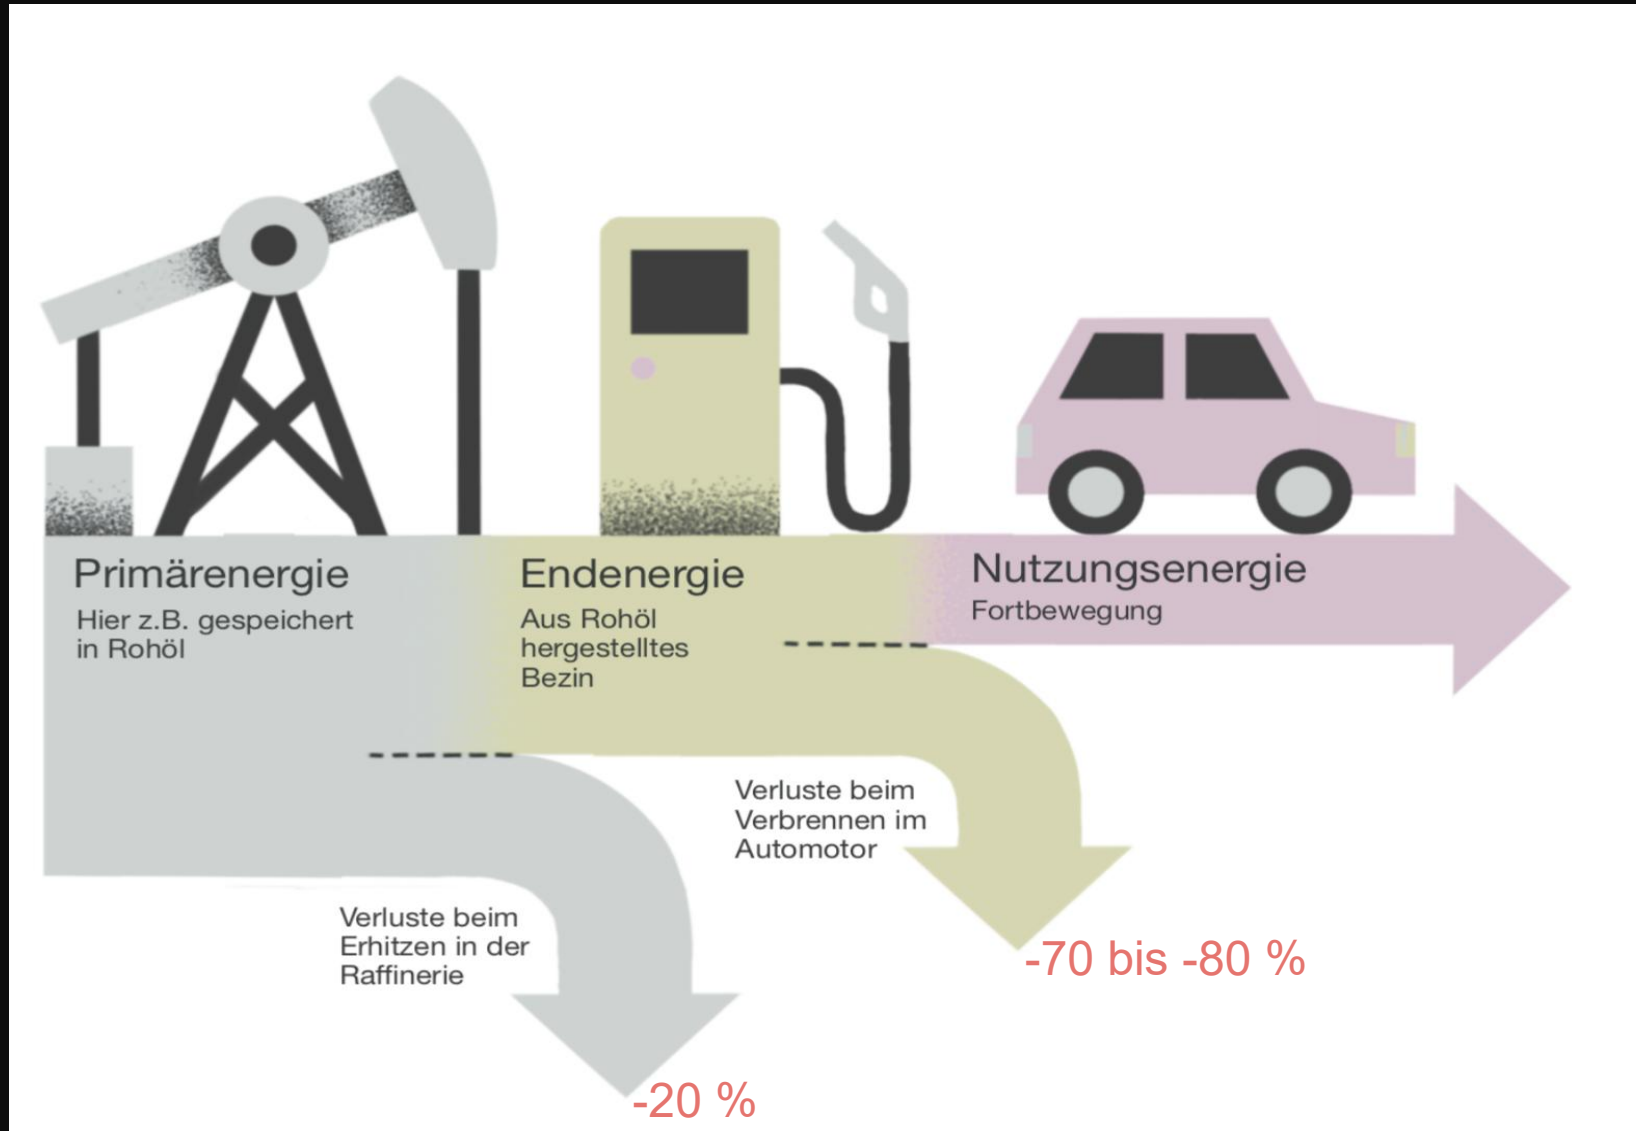 Primärenergie
Hier z.B. gespeichert
in Rohöl
Endenergie
Aus Rohöl
hergestelltes
Bezin
Nutzungsenergie
Fortbewegung
Verluste beim
Verbrennen im
Automotor
-70 bis -80 %
Verluste beim
Erhitzen in der
Raffinerie
-20 %